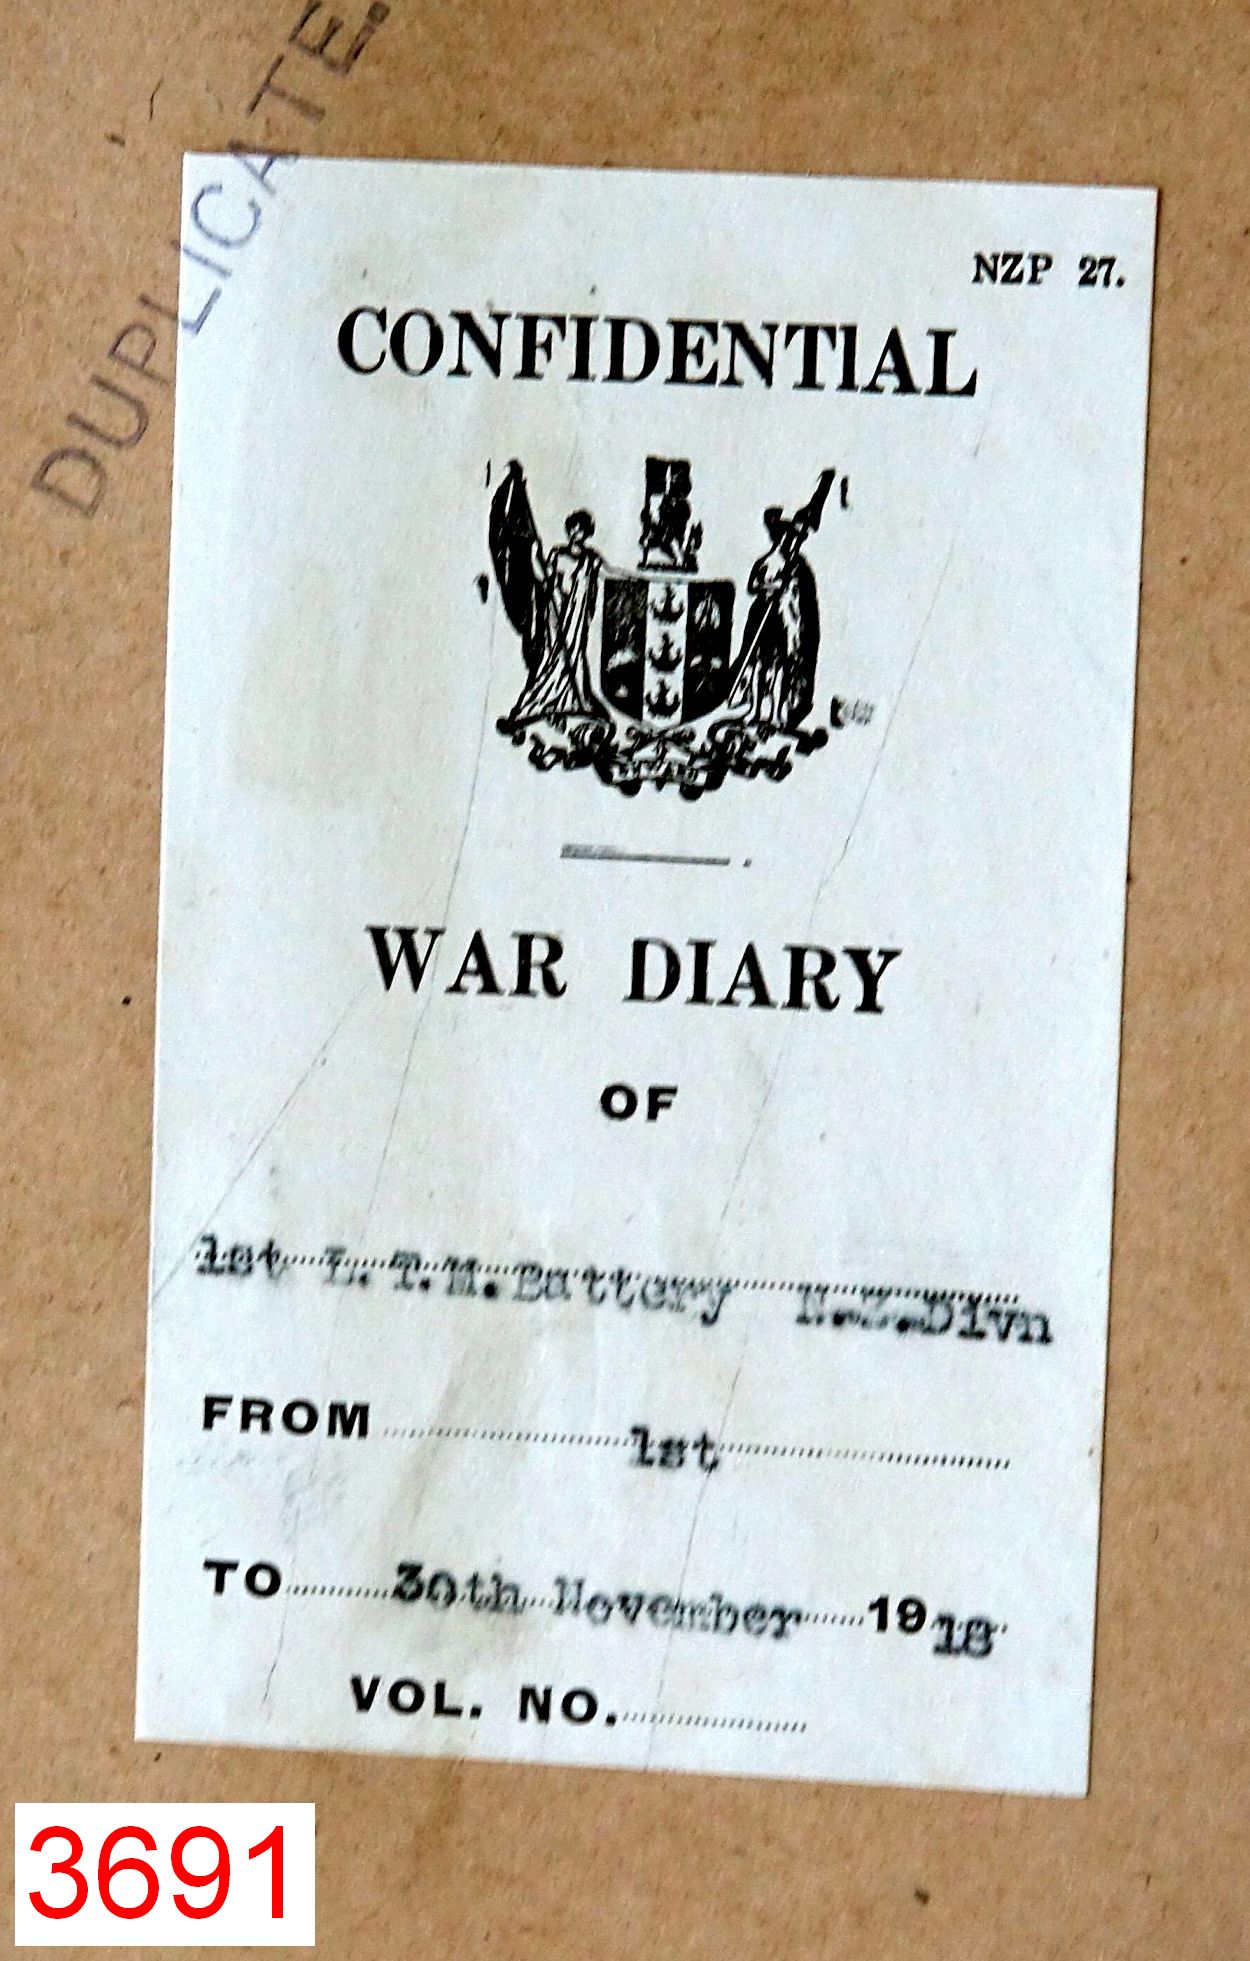 DUPLICATE.
NZP 27.
CONFIDENTIAL
WAR DIARY
OF
1st L.T.M.Battery N.Z.Divn
FROM 1st
TO 30th November 1918
VOL. NO.
3691